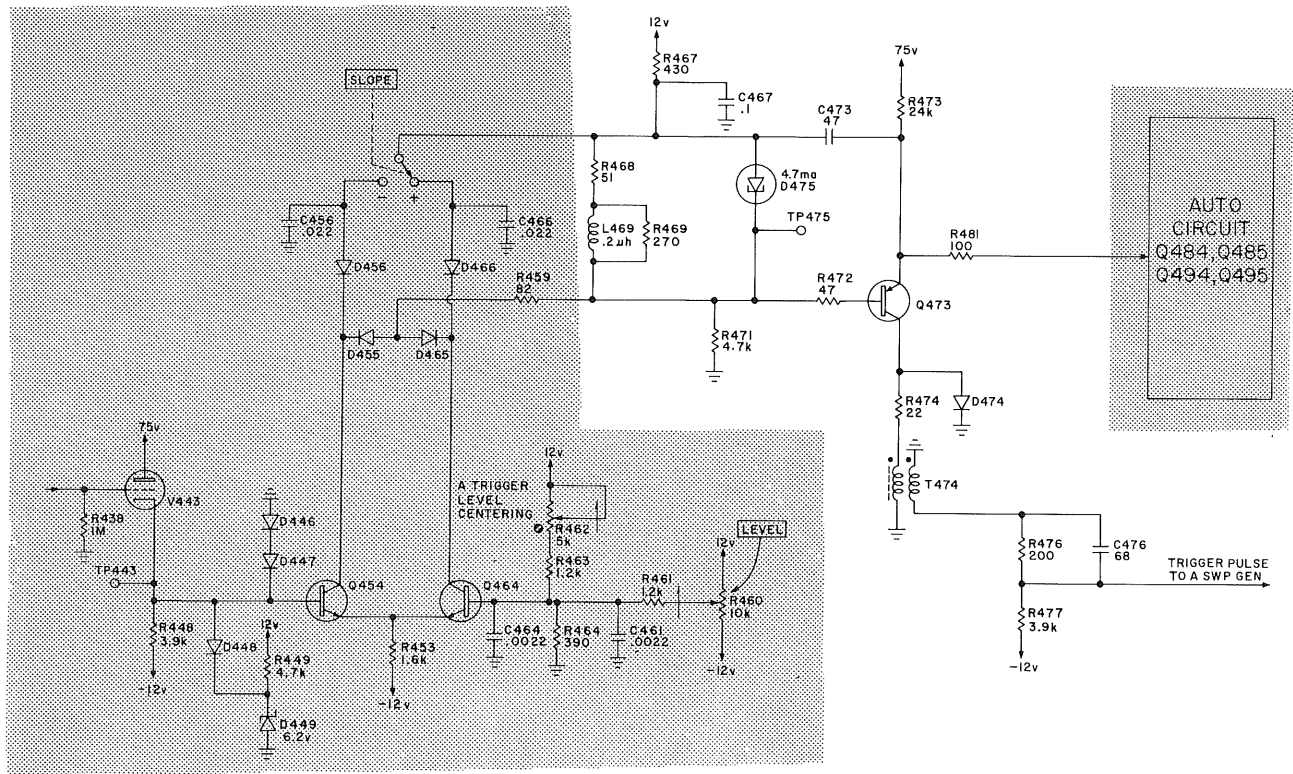 12v
R467
430
75v
SLOPE
C467
.1
C473
47
R473
24k
R468
51
4.7ma
D475
AUTO
CIRCUIT
Q484,Q485
Q494,Q495
- +
C456
.022
C466
.022
L469
.2µh
R469
270
TP475
R481
100
D456
D466
R459
82
R472
47
Q473
D455
D465
R471
4.7k
R474
22
D474
75v
12v
A TRIGGER
LEVEL
CENTERING
T474
V443
R438
1M
D446
R462
5k
LEVEL
12v
D447
R463
1.2k
R476
200
C476
68
TP443
Q454
Q464
R461
1.2k
R460
10k
TRIGGER PULSE
TO A SWP GEN
R448
3.9k
D448
12v
R449
4.7k
R453
1.6k
C464
.0022
R464
390
C461
.0022
R477
3.9k
-12v
-12v
-12v
-12v
D449
6.2v